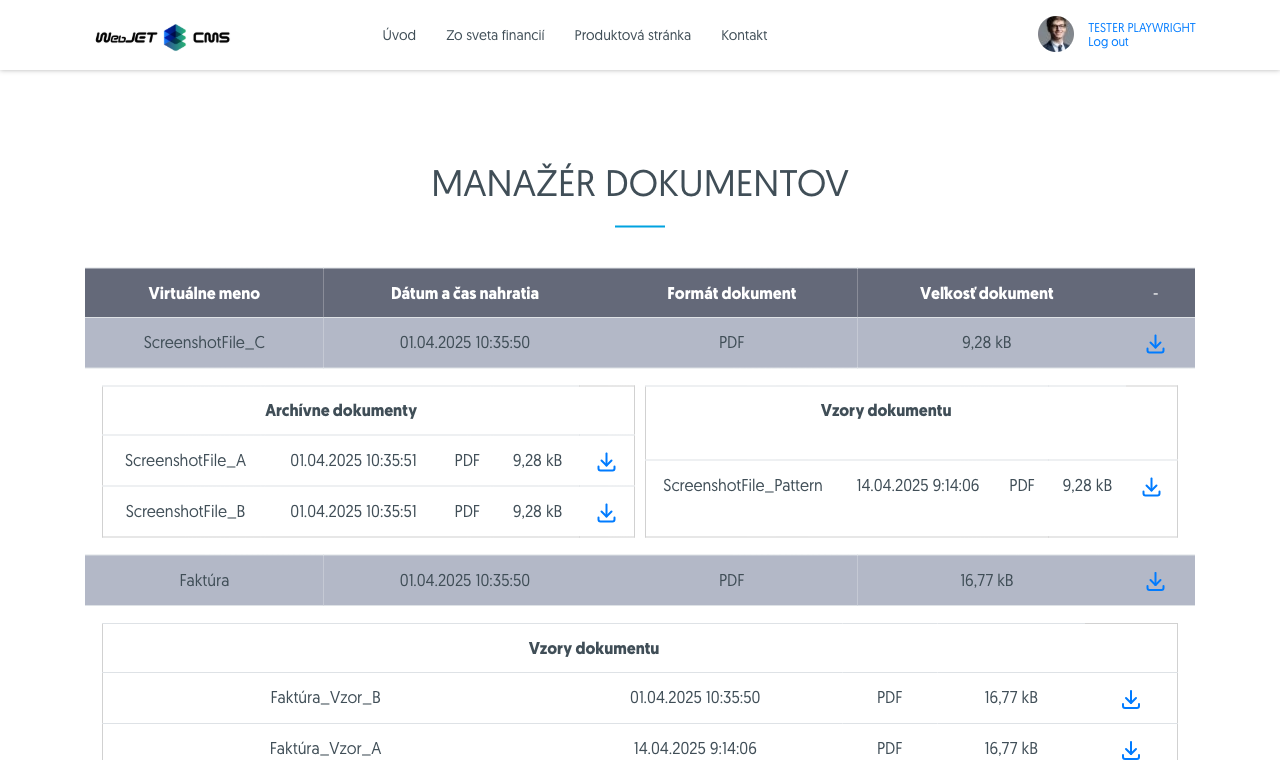 WebJET CMS
Úvod Zo sveta financií Produktová stránka Kontakt
TESTER PLAYWRIGHT
Log out
MANAŽÉR DOKUMENTOV
Virtuálne meno Dátum a čas nahratia Formát dokument Veľkosť dokument -
ScreenshotFile_C 01.04.2025 10:35:50 PDF 9,28 kB
Archívne dokumenty
ScreenshotFile_A 01.04.2025 10:35:51 PDF 9,28 kB
ScreenshotFile_B 01.04.2025 10:35:51 PDF 9,28 kB
Vzory dokumentu
ScreenshotFile_Pattern 14.04.2025 9:14:06 PDF 9,28 kB
Faktúra 01.04.2025 10:35:50 PDF 16,77 kB
Vzory dokumentu
Faktúra_Vzor_B 01.04.2025 10:35:50 PDF 16,77 kB
Faktúra_Vzor_A 14.04.2025 9:14:06 PDF 16,77 kB